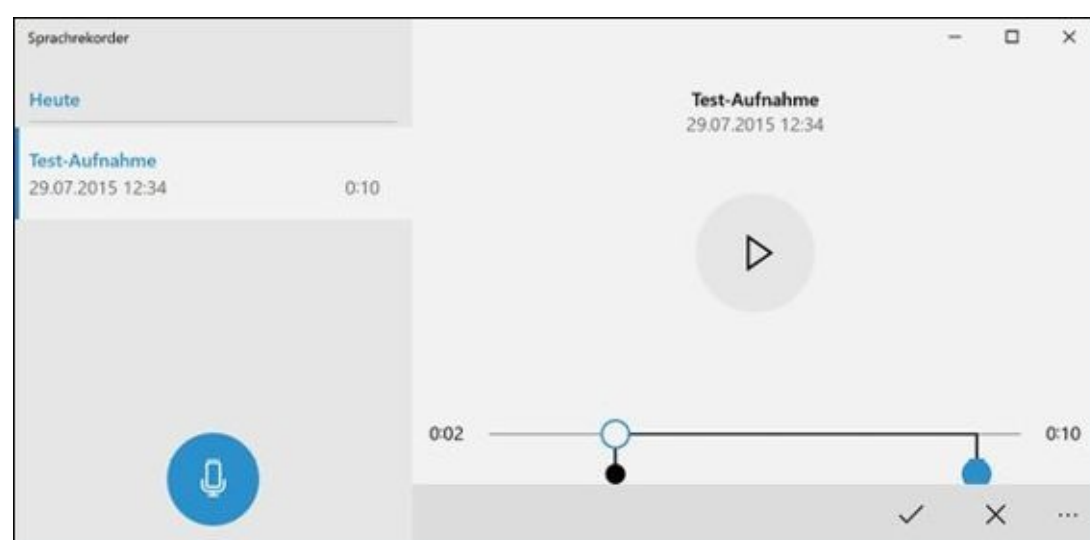 Sprachrekorder
Heute
Test-Aufnahme
29.07.2015 12:34 0:10
Test-Aufnahme
29.07.2015 12:34
0:02 0:10